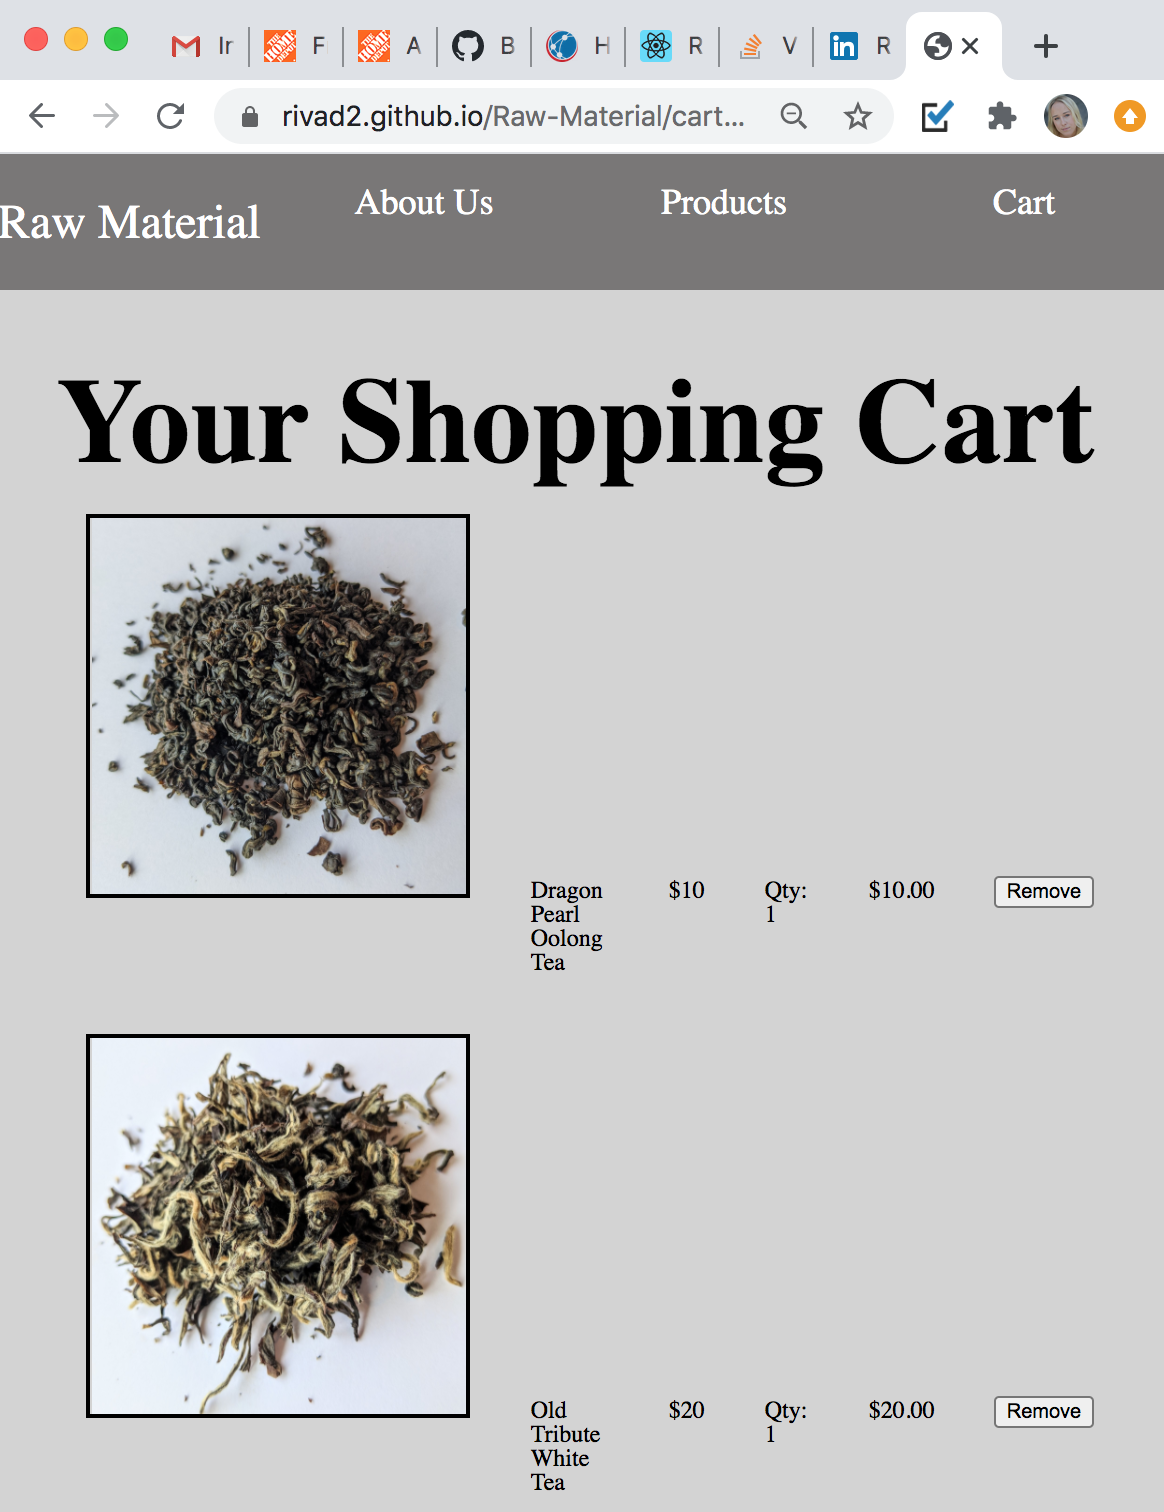 Ir F A B H R V R
rivad2.github.io/Raw-Material/cart...
Raw Material About Us Products Cart
Your Shopping Cart
Dragon $10 Qty: $10.00 Remove
Pearl 1
Oolong
Tea
Old $20 Qty: $20.00 Remove
Tribute 1
White
Tea